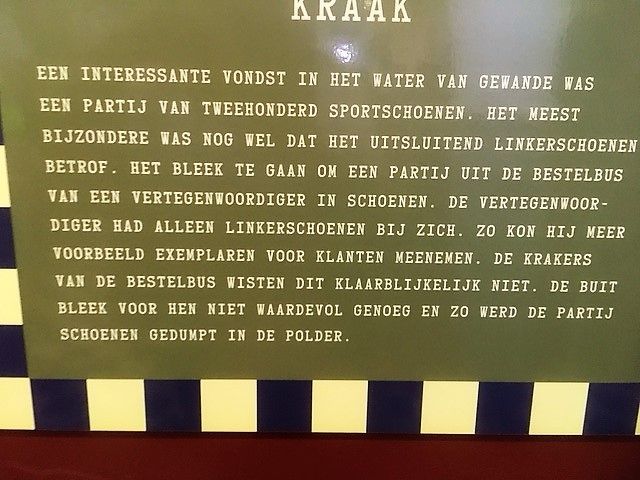 KRAAK
EEN INTERESSANTE VONDST IN HET WATER VAN GEWANDE WAS
EEN PARTIJ VAN TWEEHONDERD SPORTSCHOENEN. HET MEEST
BIJZONDERE WAS NOG WEL DAT HET UITSLUITEND LINKERSCHOENEN
BETROF. HET BLEEK TE GAAN OM EEN PARTIJ UIT DE BESTELBUS
VAN EEN VERTEGENWOORDIGER IN SCHOENEN. DE VERTEGENWOOR-
DIGER HAD ALLEEN LINKERSCHOENEN BIJ ZICH. ZO KON HIJ MEER
VOORBEELD EXEMPLAREN VOOR KLANTEN MEENEMEN. DE KRAKERS
VAN DE BESTELBUS WISTEN DIT KLAARBLIJKELIJK NIET. DE BUIT
BLEEK VOOR HEN NIET WAARDEVOL GENOEG EN ZO WERD DE PARTIJ
SCHOENEN GEDUMPT IN DE POLDER.